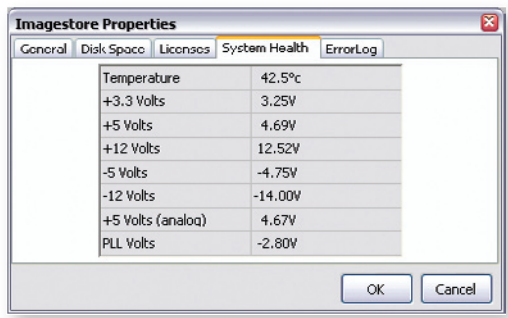 Imagestore Properties
General Disk Space Licenses System Health ErrorLog
Temperature 42.5°c
+3.3 Volts 3.25V
+5 Volts 4.69V
+12 Volts 12.52V
-5 Volts -4.75V
-12 Volts -14.00V
+5 Volts (analog) 4.67V
PLL Volts -2.80V
OK Cancel